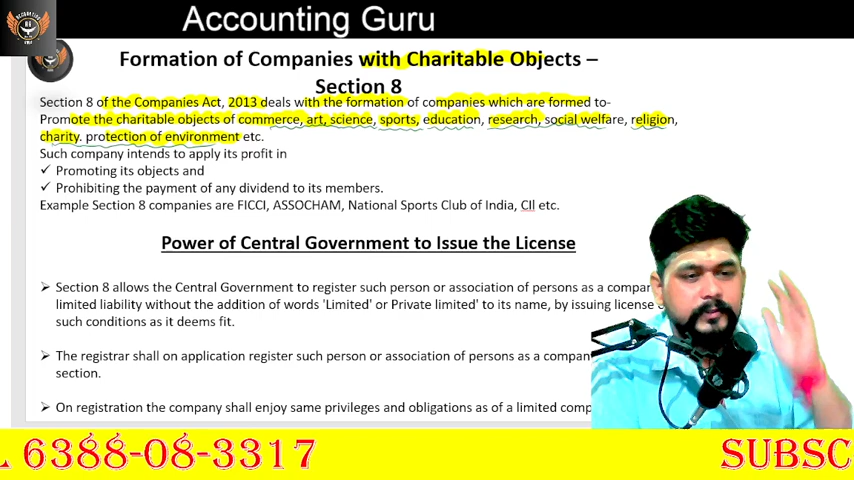 Accounting Guru
Formation of Companies with Charitable Objects –
Section 8
Section 8 of the Companies Act, 2013 deals with the formation of companies which are formed to-
Promote the charitable objects of commerce, art, science, sports, education, research, social welfare, religion,
charity. protection of environment etc.
Such company intends to apply its profit in
✓ Promoting its objects and
✓ Prohibiting the payment of any dividend to its members.
Example Section 8 companies are FICCI, ASSOCHAM, National Sports Club of India, CII etc.
Power of Central Government to Issue the License
➤ Section 8 allows the Central Government to register such person or association of persons as a
limited liability without the addition of words 'Limited' or Private limited' to its name, by issuing license
such conditions as it deems fit.
➤ The registrar shall on application register such person or association of persons as a
section.
➤ On registration the company shall enjoy same privileges and obligations as of a limited
6388-08-3317
SUBSC